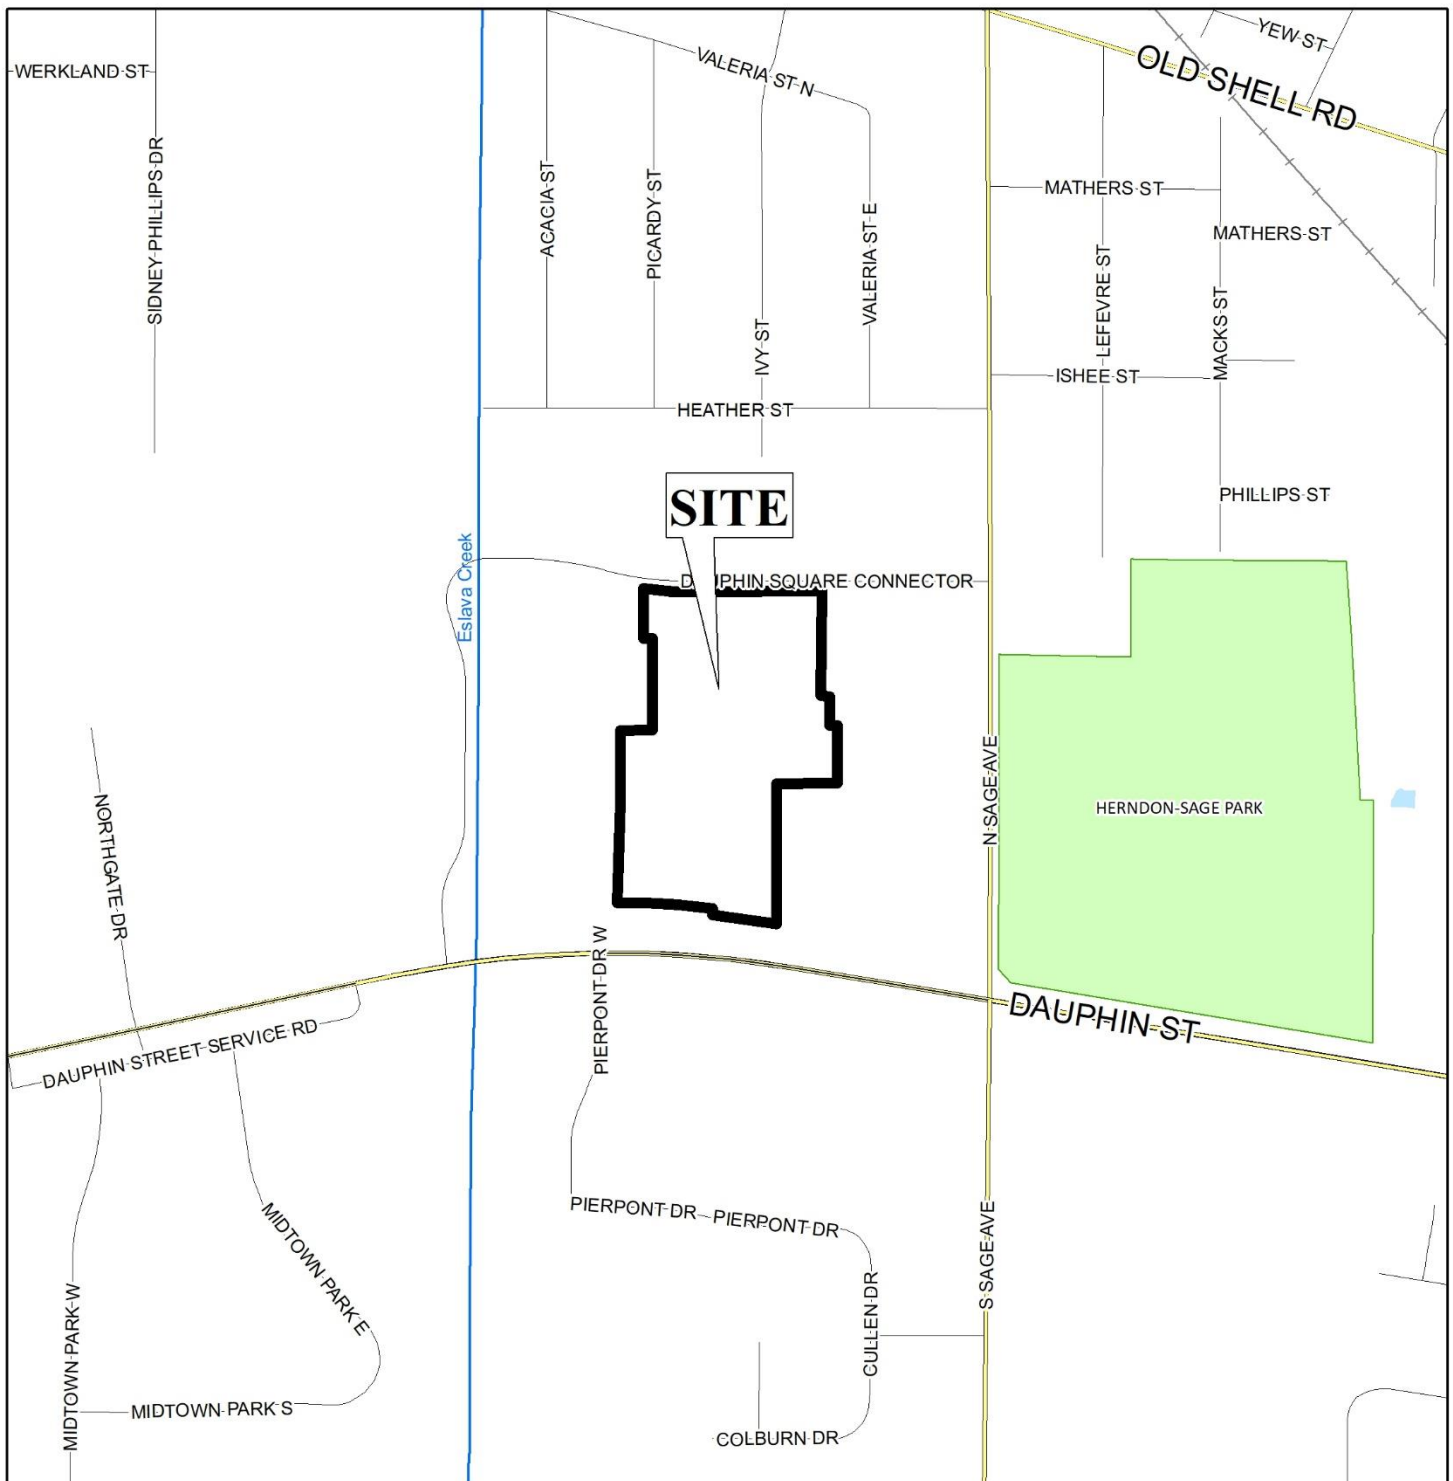 YEW ST
OLD SHELL RD
WERKLAND ST
VALERIA ST N
SIDNEY PHILLIPS DR
ACACIA ST
PICARDY ST
IVY ST
VALERIA ST E
MATHERS ST
MATHERS ST
LEFEVRE ST
MACKS ST
ISHEE ST
HEATHER ST
PHILLIPS ST
SITE
Eslava Creek
DAUPHIN SQUARE CONNECTOR
N SAGE AVE
HERNDON-SAGE PARK
NORTHGATE DR
PIERPONT DR W
DAUPHIN ST
DAUPHIN STREET SERVICE RD
PIERPONT DR
PIERPONT DR
S SAGE AVE
MIDTOWN PARK E
MIDTOWN PARK W
CULLEN DR
MIDTOWN PARK S
COLBURN DR